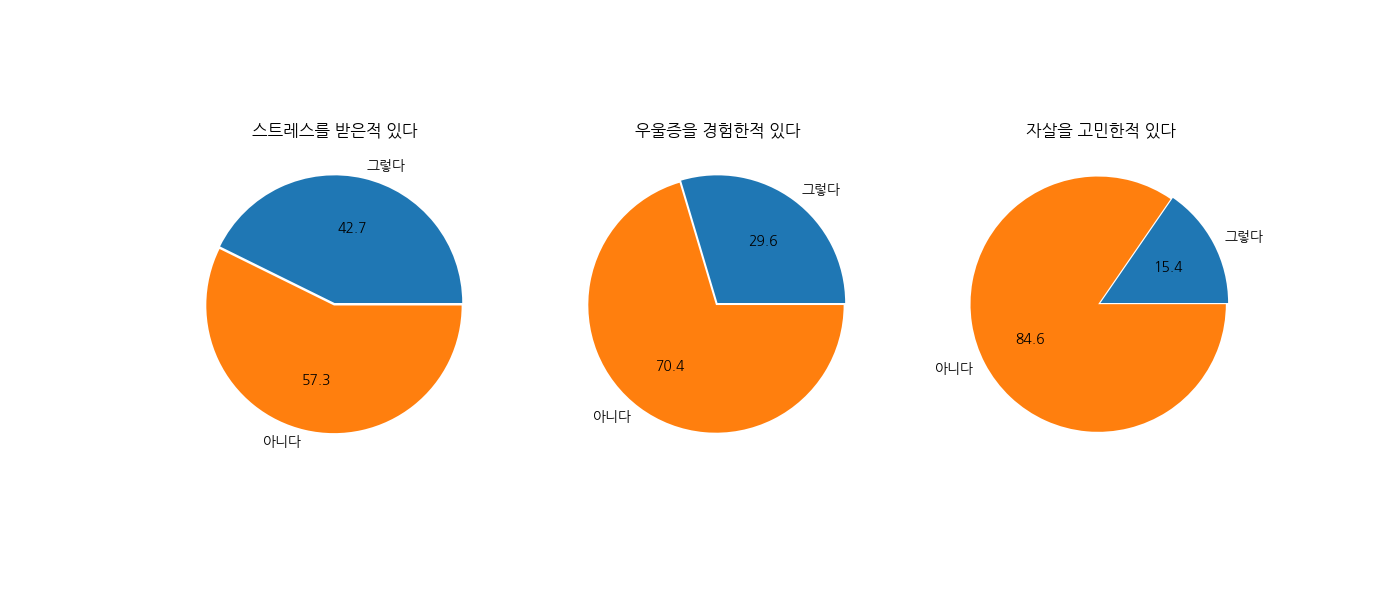 스트레스를 받은적 있다
그렇다
42.7
57.3
아니다
우울증을 경험한적 있다
그렇다
29.6
70.4
아니다
자살을 고민한적 있다
그렇다
15.4
84.6
아니다